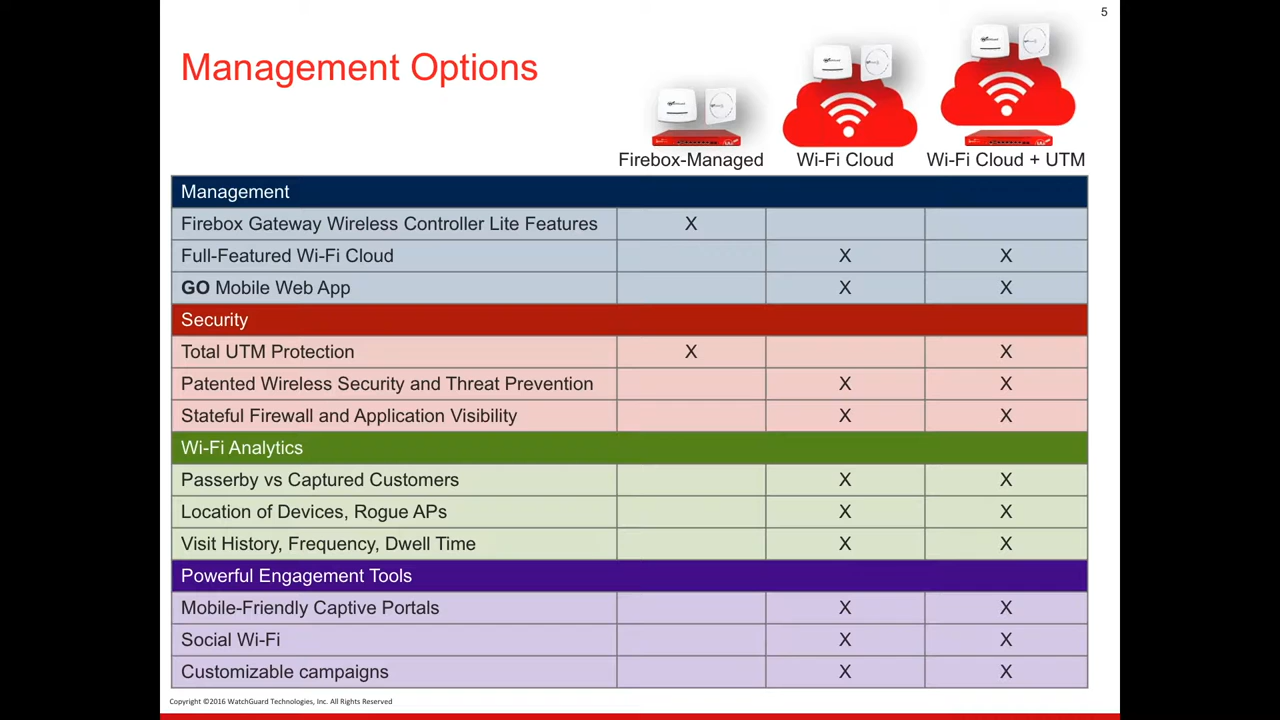 5
Management Options
Firebox-Managed Wi-Fi Cloud Wi-Fi Cloud + UTM
Management
Firebox Gateway Wireless Controller Lite Features X
Full-Featured Wi-Fi Cloud X X
GO Mobile Web App X X
Security
Total UTM Protection X X
Patented Wireless Security and Threat Prevention X X
Stateful Firewall and Application Visibility X X
Wi-Fi Analytics
Passerby vs Captured Customers X X
Location of Devices, Rogue APs X X
Visit History, Frequency, Dwell Time X X
Powerful Engagement Tools
Mobile-Friendly Captive Portals X X
Social Wi-Fi X X
Customizable campaigns X X
Copyright ©2016 WatchGuard Technologies, Inc. All Rights Reserved